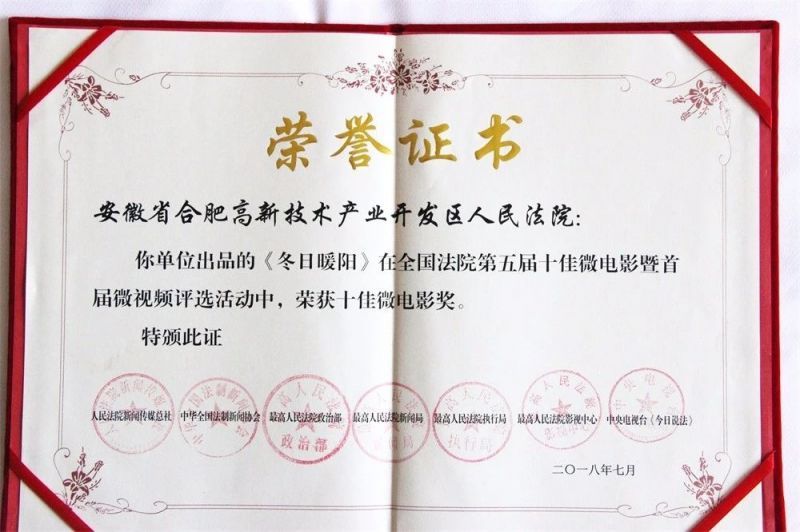 荣誉证书
安徽省合肥高新技术产业开发区人民法院：
你单位出品的《冬日暖阳》在全国法院第五届十佳微电影暨首
届微视频评选活动中，荣获十佳微电影奖。
特颁此证
人民法院新闻传媒总社 中华全国法制新闻协会 最高人民法院政治部 最高人民法院新闻局 最高人民法院执行局 最高人民法院影视中心 中央电视台《今日说法》
政治部
执行局
二〇一八年七月